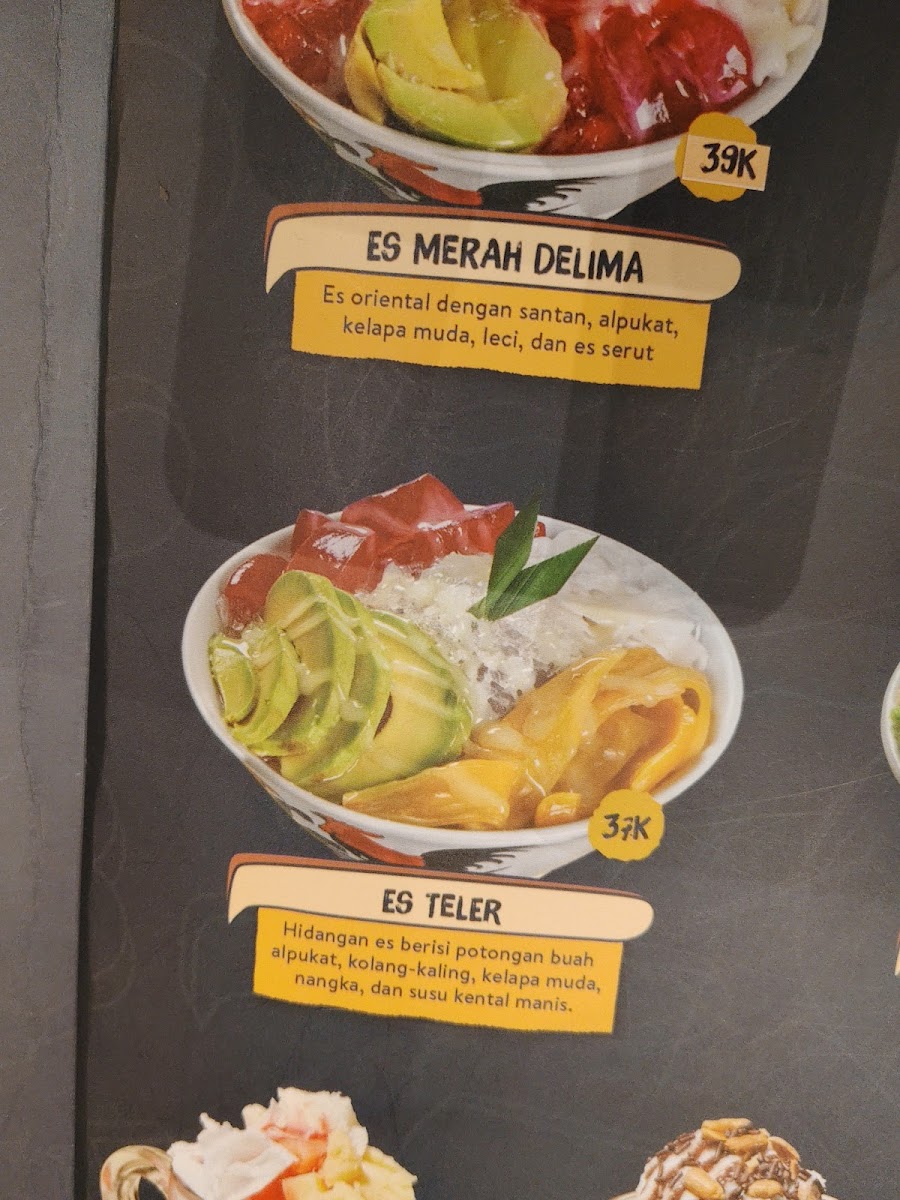 39K
ES MERAH DELIMA
Es oriental dengan santan, alpukat,
kelapa muda, leci, dan es serut
37K
ES TELER
Hidangan es berisi potongan buah
alpukat, kolang-kaling, kelapa muda,
nangka, dan susu kental manis.